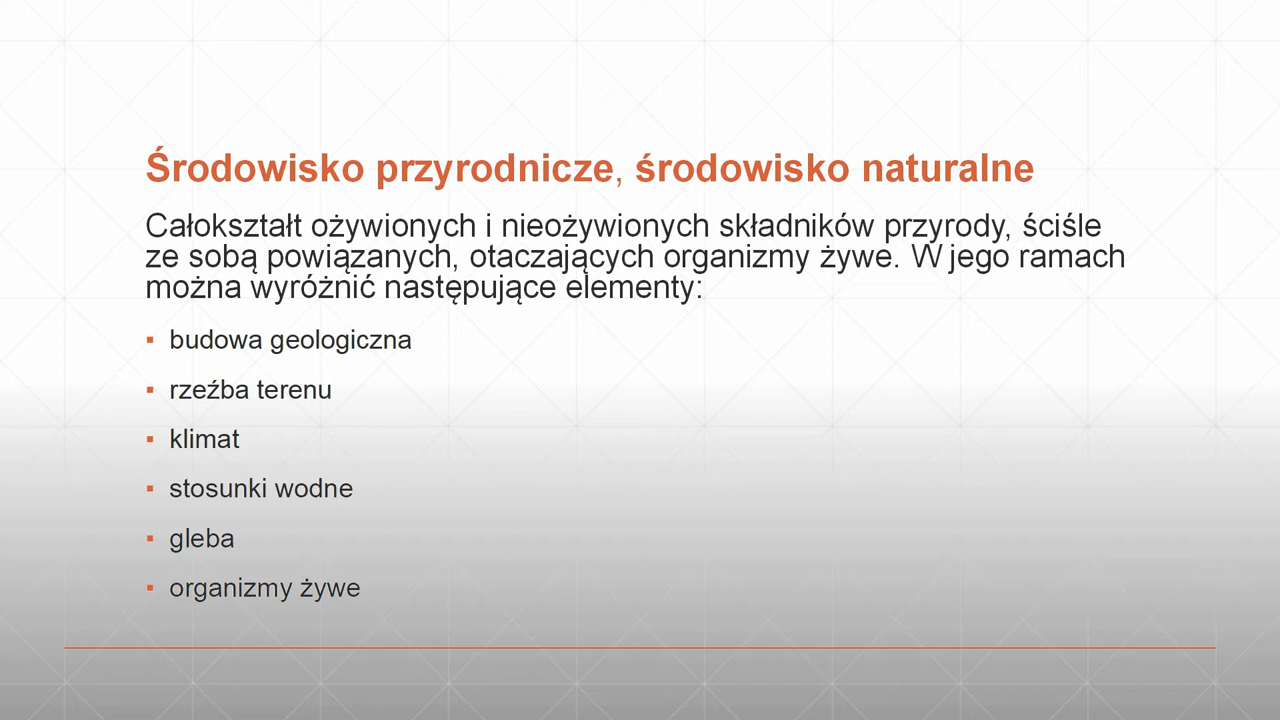 Środowisko przyrodnicze, środowisko naturalne
Całokształt ożywionych i nieożywionych składników przyrody, ściśle
ze sobą powiązanych, otaczających organizmy żywe. W jego ramach
można wyróżnić następujące elementy:
▪ budowa geologiczna
▪ rzeźba terenu
▪ klimat
▪ stosunki wodne
▪ gleba
▪ organizmy żywe